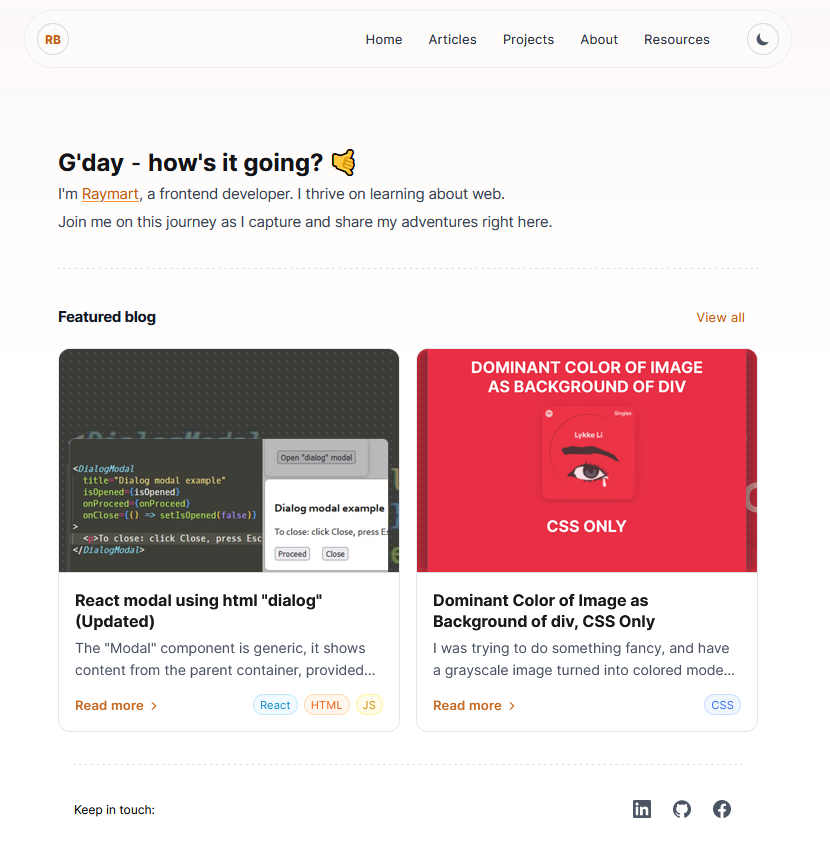 RB
Home Articles Projects About Resources
G'day - how's it going? 🤙
I'm Raymart, a frontend developer. I thrive on learning about web.
Join me on this journey as I capture and share my adventures right here.
Featured blog
View all
<DialogModal
<DialogModal
title="Dialog modal example"
isOpened={isOpened}
onProceed={onProceed}
onClose={() => setIsOpened(false)}
>
<p>To close: click Close, press Esc
</DialogModal>
Open "dialog" modal
Dialog modal example
To close: click Close, press Es
Proceed Close
React modal using html "dialog"
(Updated)
The "Modal" component is generic, it shows
content from the parent container, provided...
Read more
React HTML JS
DOMINANT COLOR OF IMAGE
AS BACKGROUND OF DIV
Singles
Lykke Li
CSS ONLY
Dominant Color of Image as
Background of div, CSS Only
I was trying to do something fancy, and have
a grayscale image turned into colored mode...
Read more
CSS
Keep in touch: